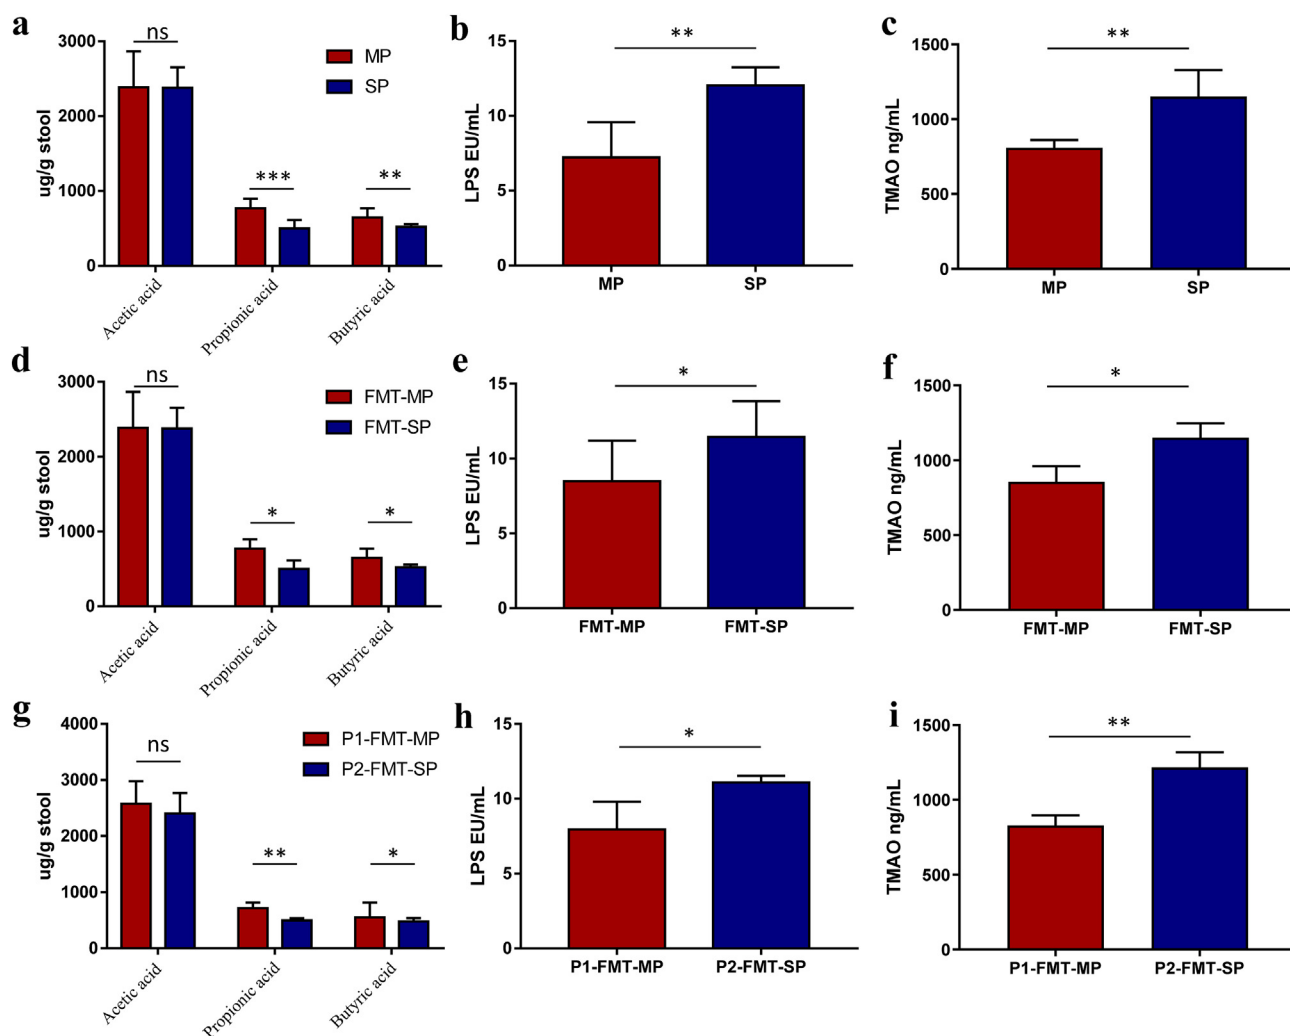 a
ns
3000
2000
1000
0
ug/g stool
MP
SP
***
**
Acetic acid
Propionic acid
Butyric acid
b
**
15
10
5
0
LPS EU/mL
MP
SP
c
**
1500
1000
500
0
TMAO ng/mL
MP
SP
d
ns
3000
2000
1000
0
ug/g stool
FMT-MP
FMT-SP
*
*
Acetic acid
Propionic acid
Butyric acid
e
*
15
10
5
0
LPS EU/mL
FMT-MP
FMT-SP
f
*
1500
1000
500
0
TMAO ng/mL
FMT-MP
FMT-SP
g
ns
4000
3000
2000
1000
0
ug/g stool
P1-FMT-MP
P2-FMT-SP
**
*
Acetic acid
Propionic acid
Butyric acid
h
*
15
10
5
0
LPS EU/mL
P1-FMT-MP
P2-FMT-SP
i
**
1500
1000
500
0
TMAO ng/mL
P1-FMT-MP
P2-FMT-SP